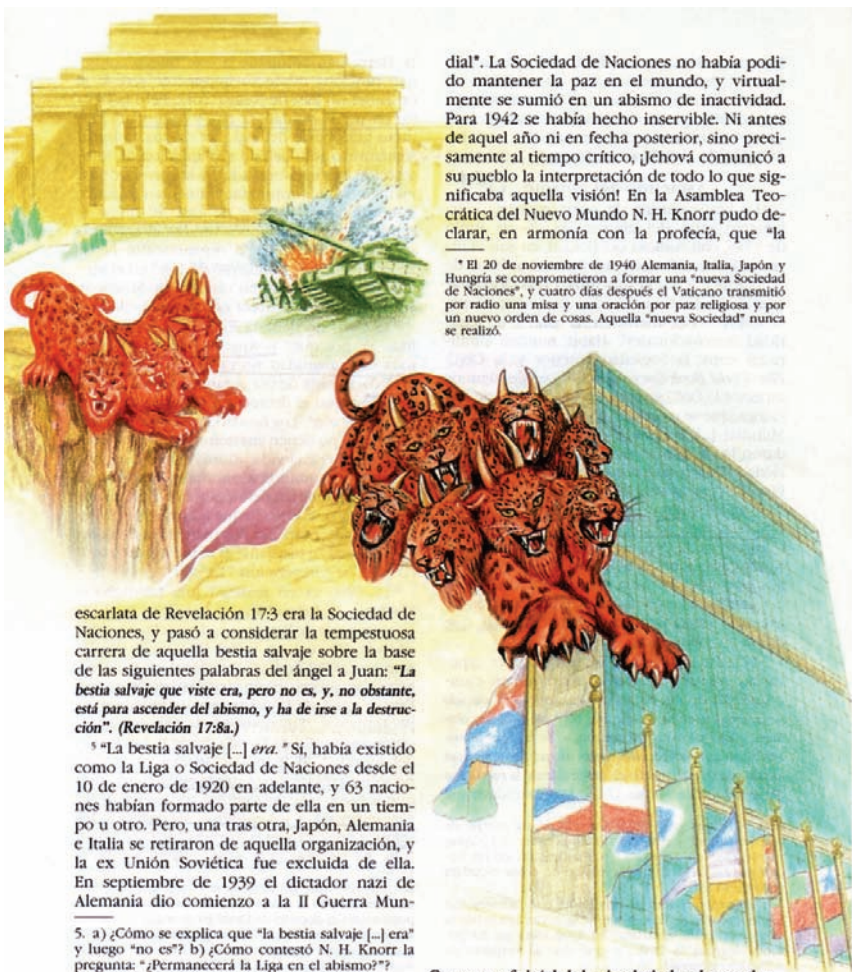 escarlata de Revelación 17:3 era la Sociedad de
Naciones, y pasó a considerar la tempestuosa
carrera de aquella bestia salvaje sobre la base
de las siguientes palabras del ángel a Juan: “La
bestia salvaje que viste era, pero no es, y, no obstante,
está para ascender del abismo, y ha de irse a la destruc-
ción”. (Revelación 17:8a.)
⁵ “La bestia salvaje [...] era.” Sí, había existido
como la Liga o Sociedad de Naciones desde el
10 de enero de 1920 en adelante, y 63 nacio-
nes habían formado parte de ella en un tiem-
po u otro. Pero, una tras otra, Japón, Alemania
e Italia se retiraron de aquella organización, y
la ex Unión Soviética fue excluida de ella.
En septiembre de 1939 el dictador nazi de
Alemania dio comienzo a la II Guerra Mun-
5. a) ¿Cómo se explica que “la bestia salvaje [...] era”
y luego “no es”? b) ¿Cómo contestó N. H. Knorr la
pregunta: “¿Permanecerá la Liga en el abismo?”?
dial*. La Sociedad de Naciones no había podi-
do mantener la paz en el mundo, y virtual-
mente se sumió en un abismo de inactividad.
Para 1942 se había hecho inservible. Ni antes
de aquel año ni en fecha posterior, sino preci-
samente al tiempo crítico, ¡Jehová comunicó a
su pueblo la interpretación de todo lo que sig-
nificaba aquella visión! En la Asamblea Teo-
crática del Nuevo Mundo N. H. Knorr pudo de-
clarar, en armonía con la profecía, que “la
* El 20 de noviembre de 1940 Alemania, Italia, Japón y
Hungría se comprometieron a formar una “nueva Sociedad
de Naciones”, y cuatro días después el Vaticano transmitió
por radio una misa y una oración por paz religiosa y por
un nuevo orden de cosas. Aquella “nueva Sociedad” nunca
se realizó.